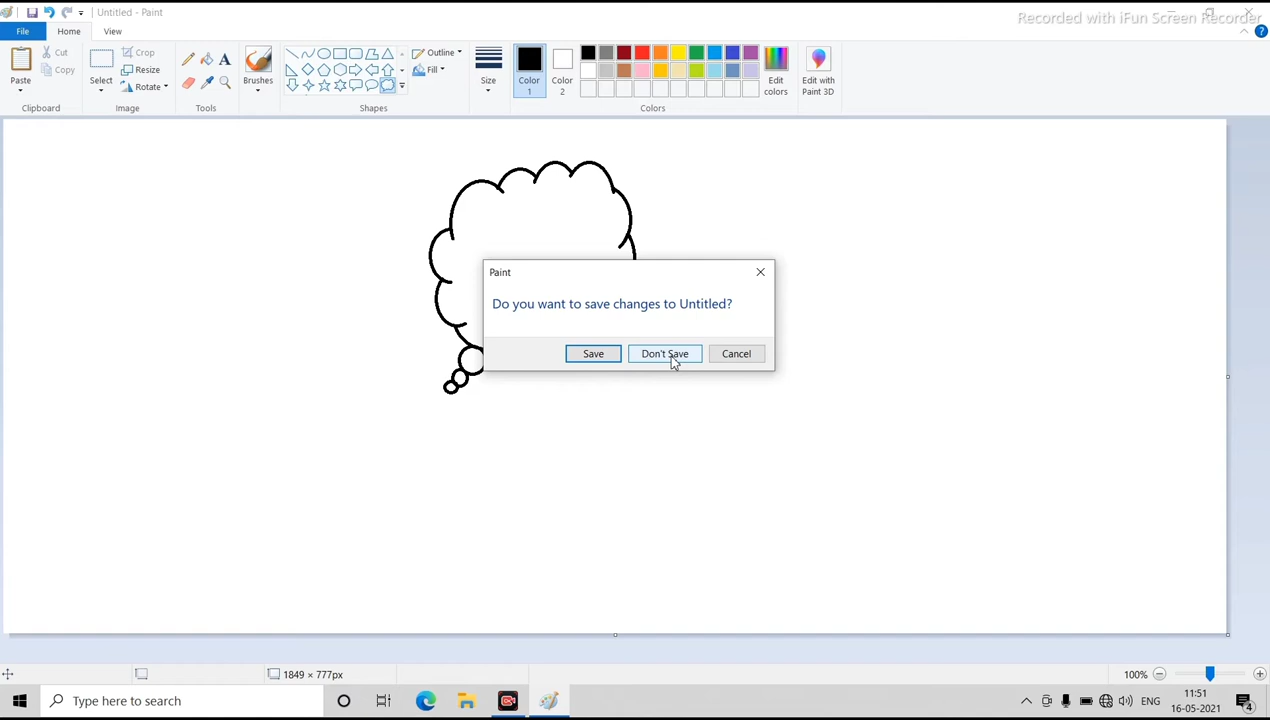 Untitled - Paint
Recorded with iFun Screen Recorder
File
Home
View
Paste
Cut
Copy
Clipboard
Select
Crop
Resize
Rotate
Image
A
Tools
Brushes
Outline
Fill
Shapes
Size
Color
1
Color
2
Edit
colors
Colors
Edit with
Paint 3D
Paint
Do you want to save changes to Untitled?
Save
Don't Save
Cancel
1849 × 777px
100%
Type here to search
ENG
11:51
16-05-2021
4